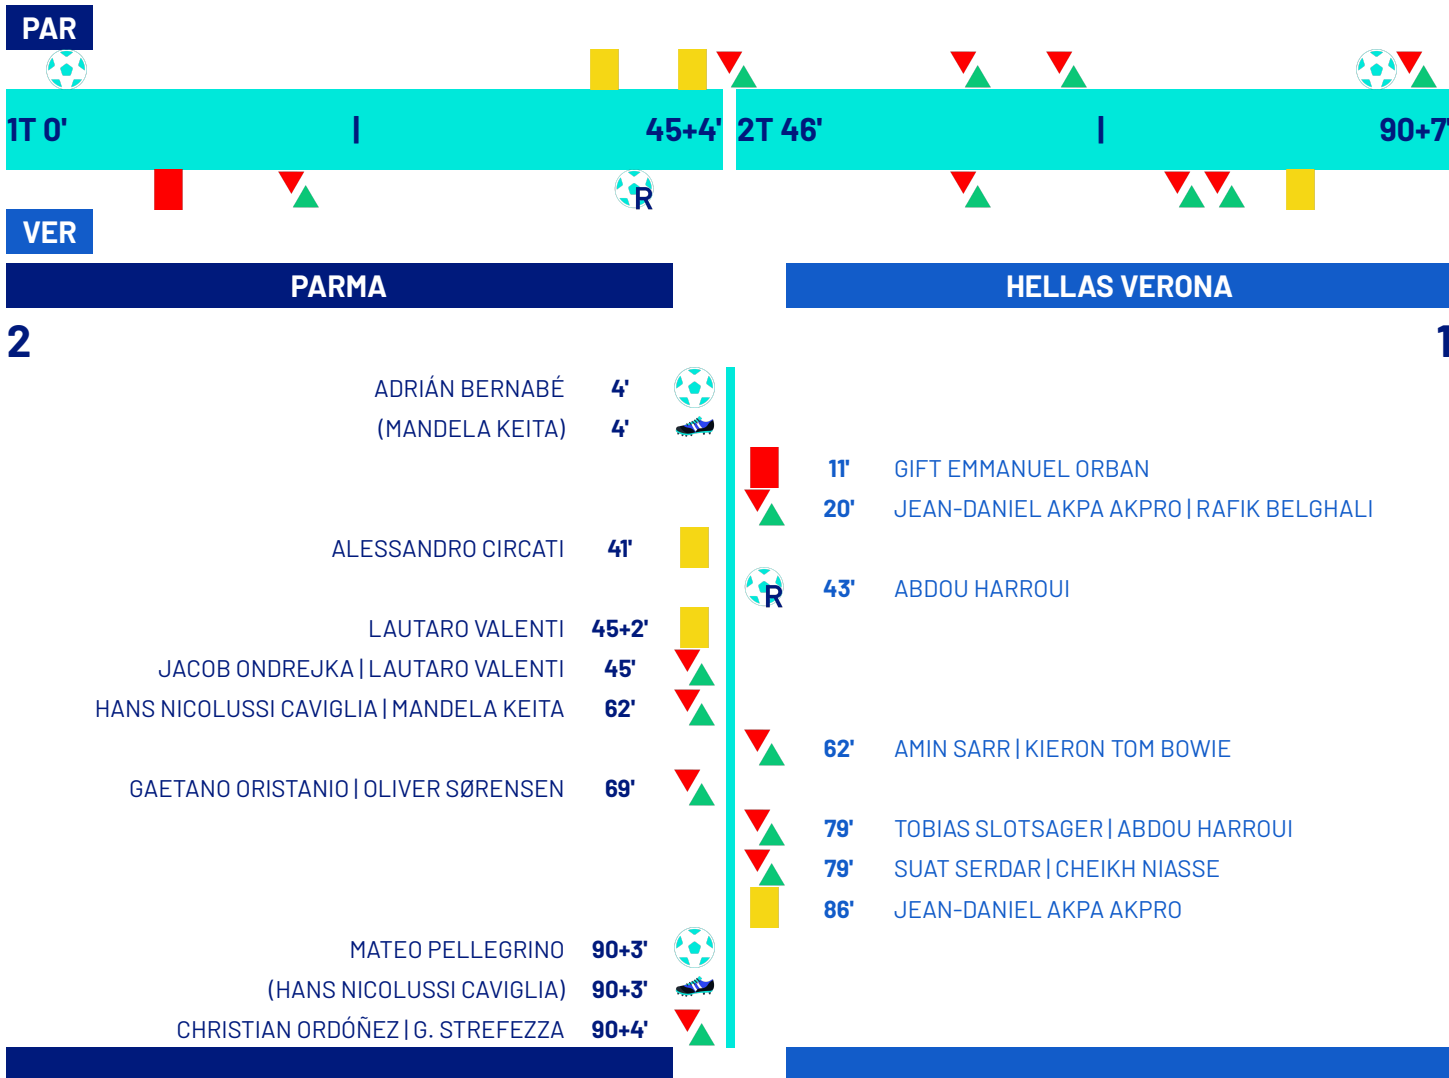 PAR
1T 0' | 45+4' 2T 46' | 90+7'
R
VER
PARMA HELLAS VERONA
2 1
ADRIÁN BERNABÉ 4'
(MANDELA KEITA) 4'
11' GIFT EMMANUEL ORBAN
20' JEAN-DANIEL AKPA AKPRO | RAFIK BELGHALI
ALESSANDRO CIRCATI 41'
R 43' ABDOU HARROUI
LAUTARO VALENTI 45+2'
JACOB ONDREJKA | LAUTARO VALENTI 45'
HANS NICOLUSSI CAVIGLIA | MANDELA KEITA 62'
62' AMIN SARR | KIERON TOM BOWIE
GAETANO ORISTANIO | OLIVER SØRENSEN 69'
79' TOBIAS SLOTSAGER | ABDOU HARROUI
79' SUAT SERDAR | CHEIKH NIASSE
86' JEAN-DANIEL AKPA AKPRO
MATEO PELLEGRINO 90+3'
(HANS NICOLUSSI CAVIGLIA) 90+3'
CHRISTIAN ORDÓÑEZ | G. STREFEZZA 90+4'